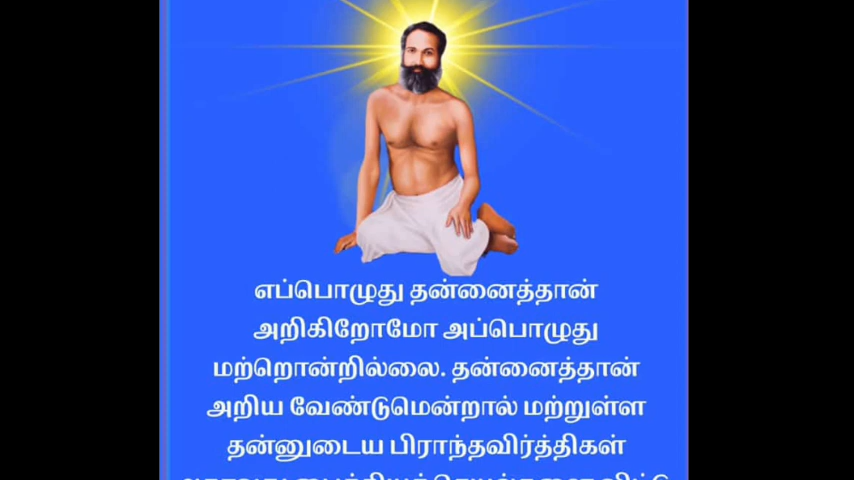 எப்பொழுது தன்னைத்தான்
அறிகிறோமோ அப்பொழுது
மற்றொன்றில்லை. தன்னைத்தான்
அறிய வேண்டுமென்றால் மற்றுள்ள
தன்னுடைய பிராந்தவிர்த்திகள்